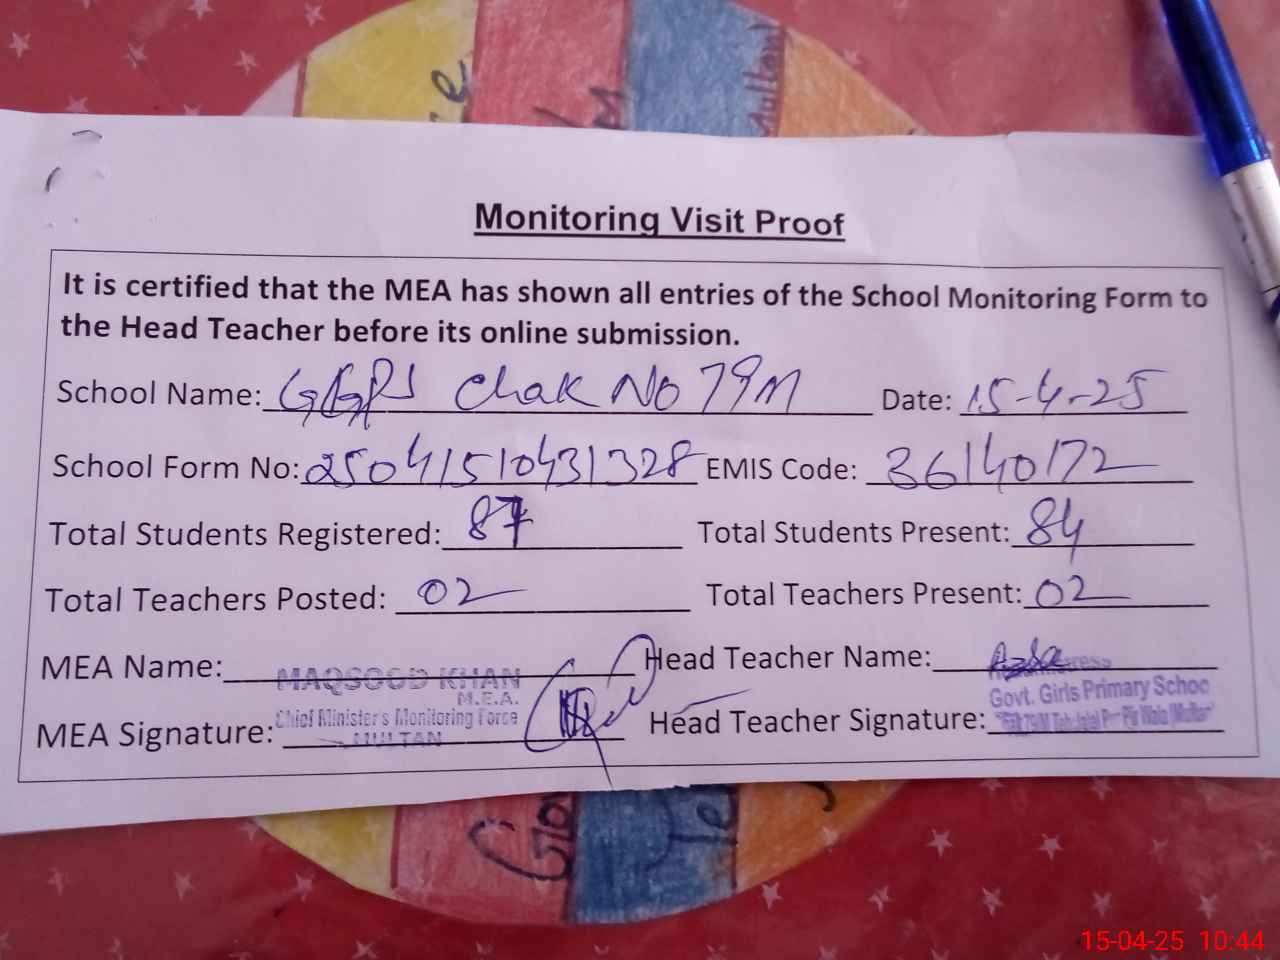 Monitoring Visit Proof
It is certified that the MEA has shown all entries of the School Monitoring Form to
the Head Teacher before its online submission.
School Name: GGPS Chak No 79M Date: 15-4-25
School Form No: 25041510431328 EMIS Code: 36140172
Total Students Registered: 87 Total Students Present: 84
Total Teachers Posted: 02 Total Teachers Present: 02
MEA Name: MAQSOOD KHAN Head Teacher Name:
M.E.A. Govt. Girls Primary Schoo
MEA Signature: Chief Minister's Monitoring Force Head Teacher Signature:
MULTAN
15-04-25 10:44